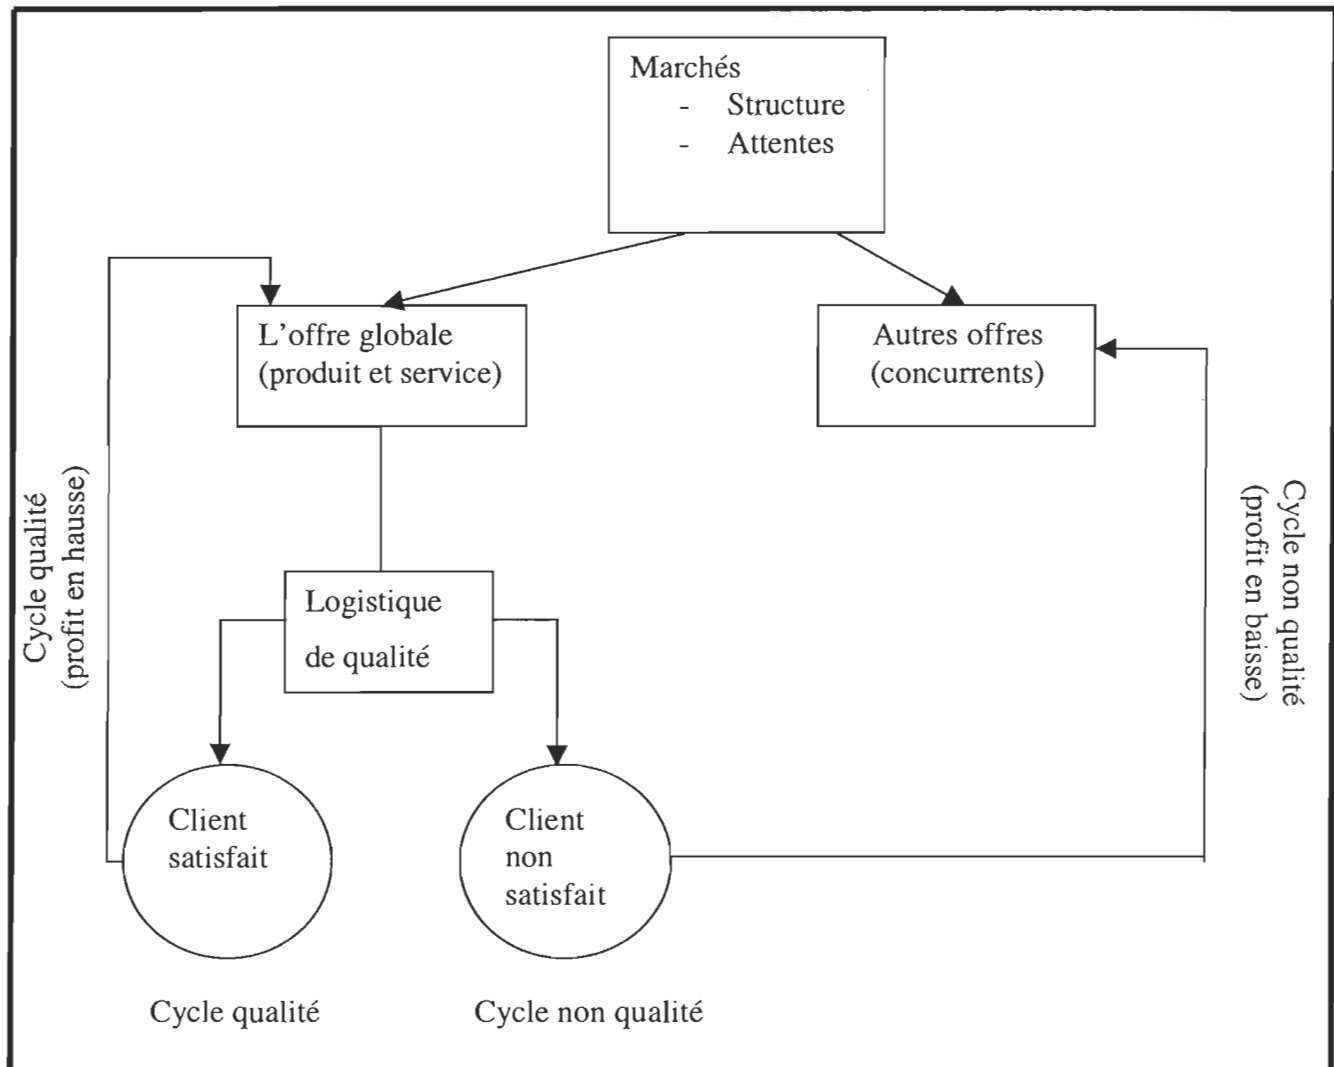 Marchés
- Structure
- Attentes
L'offre globale
(produit et service)
Autres offres
(concurrents)
Cycle qualité
(profit en hausse)
Cycle non qualité
(profit en baisse)
Logistique
de qualité
Client
satisfait
Client
non
satisfait
Cycle qualité
Cycle non qualité